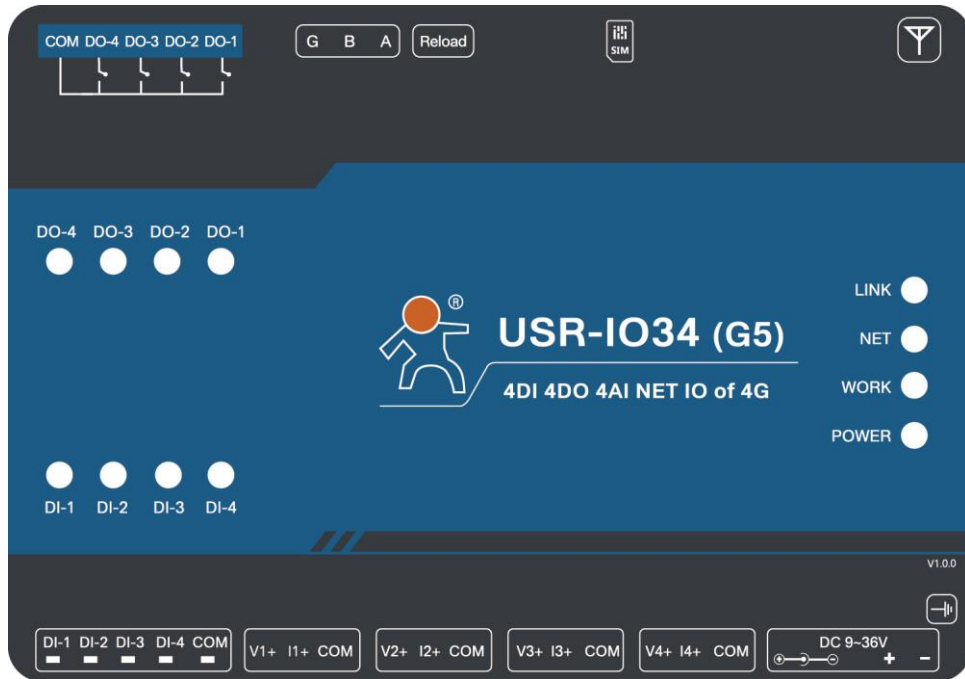 COM DO-4 DO-3 DO-2 DO-1
G B A
Reload
SIM
DO-4 DO-3 DO-2 DO-1
LINK
®
USR-IO34 (G5)
NET
4DI 4DO 4AI NET IO of 4G
WORK
POWER
DI-1 DI-2 DI-3 DI-4
V1.0.0
DI-1 DI-2 DI-3 DI-4 COM
V1+ I1+ COM
V2+ I2+ COM
V3+ I3+ COM
V4+ I4+ COM
DC 9~36V
+ −